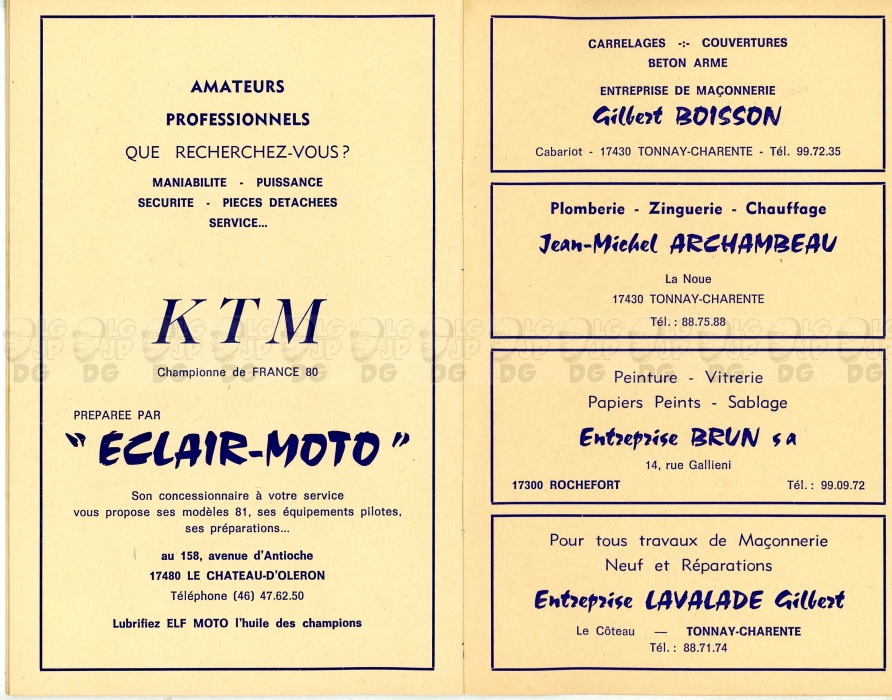 AMATEURS
PROFESSIONNELS
QUE RECHERCHEZ-VOUS ?
MANIABILITE - PUISSANCE
SECURITE - PIECES DETACHEES
SERVICE...
KTM
Championne de FRANCE 80
PREPAREE PAR
" ECLAIR-MOTO "
Son concessionnaire à votre service
vous propose ses modèles 81, ses équipements pilotes,
ses préparations...
au 158, avenue d'Antioche
17480 LE CHATEAU-D'OLERON
Téléphone (46) 47.62.50
Lubrifiez ELF MOTO l'huile des champions
CARRELAGES -:- COUVERTURES
BETON ARME
ENTREPRISE DE MAÇONNERIE
Gilbert BOISSON
Cabariot - 17430 TONNAY-CHARENTE - Tél. 99.72.35
Plomberie - Zinguerie - Chauffage
Jean-Michel ARCHAMBEAU
La Noue
17430 TONNAY-CHARENTE
Tél. : 88.75.88
Peinture - Vitrerie
Papiers Peints - Sablage
Entreprise BRUN s a
14, rue Gallieni
17300 ROCHEFORT Tél. : 99.09.72
Pour tous travaux de Maçonnerie
Neuf et Réparations
Entreprise LAVALADE Gilbert
Le Côteau — TONNAY-CHARENTE
Tél. : 88.71.74